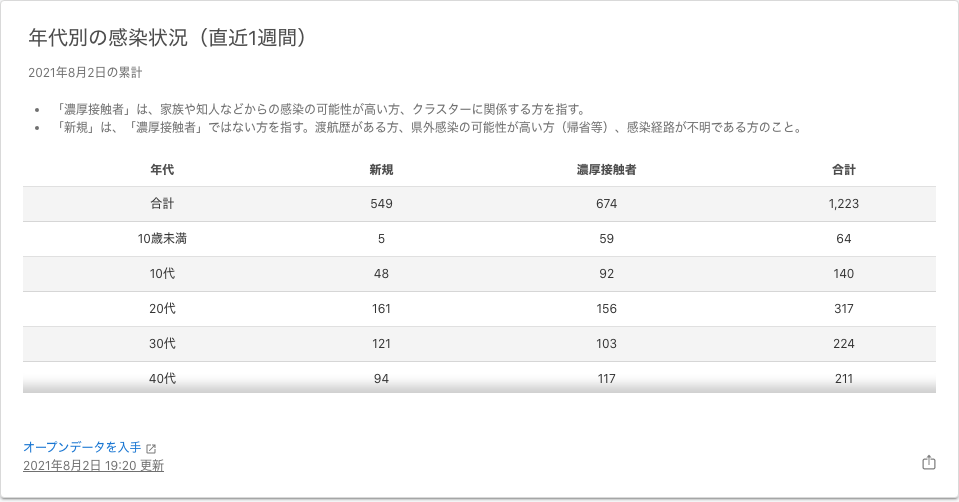 年代別の感染状況（直近1週間）
2021年8月2日の累計
• 「濃厚接触者」は、家族や知人などからの感染の可能性が高い方、クラスターに関係する方を指す。
• 「新規」は、「濃厚接触者」ではない方を指す。渡航歴がある方、県外感染の可能性が高い方（帰省等）、感染経路が不明である方のこと。
年代 新規 濃厚接触者 合計
合計 549 674 1,223
10歳未満 5 59 64
10代 48 92 140
20代 161 156 317
30代 121 103 224
40代 94 117 211
オープンデータを入手
2021年8月2日 19:20 更新